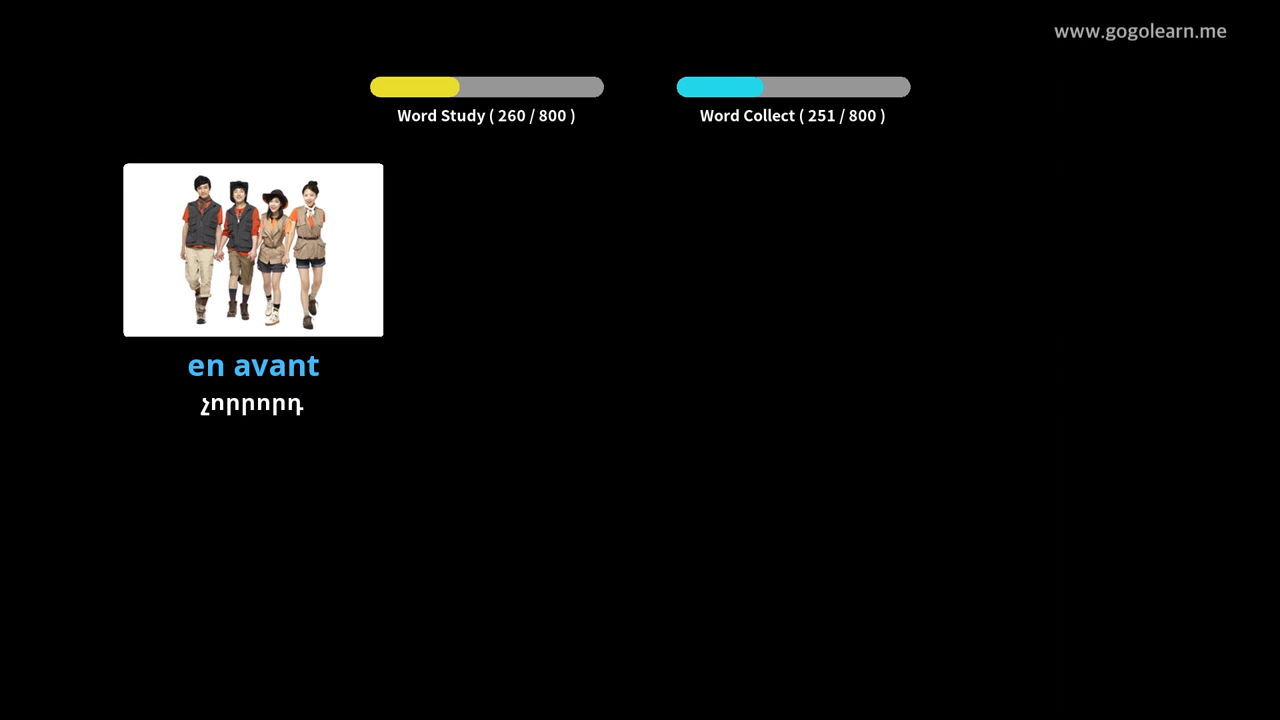 www.gogolearn.me
Word Study ( 260 / 800 )
Word Collect ( 251 / 800 )
en avant
չորրորդ